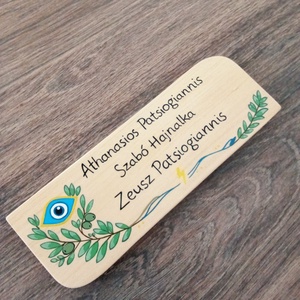 Athanasios Patsiogiannis
Szabó Hajnalka
Zeusz Patsiogiannis